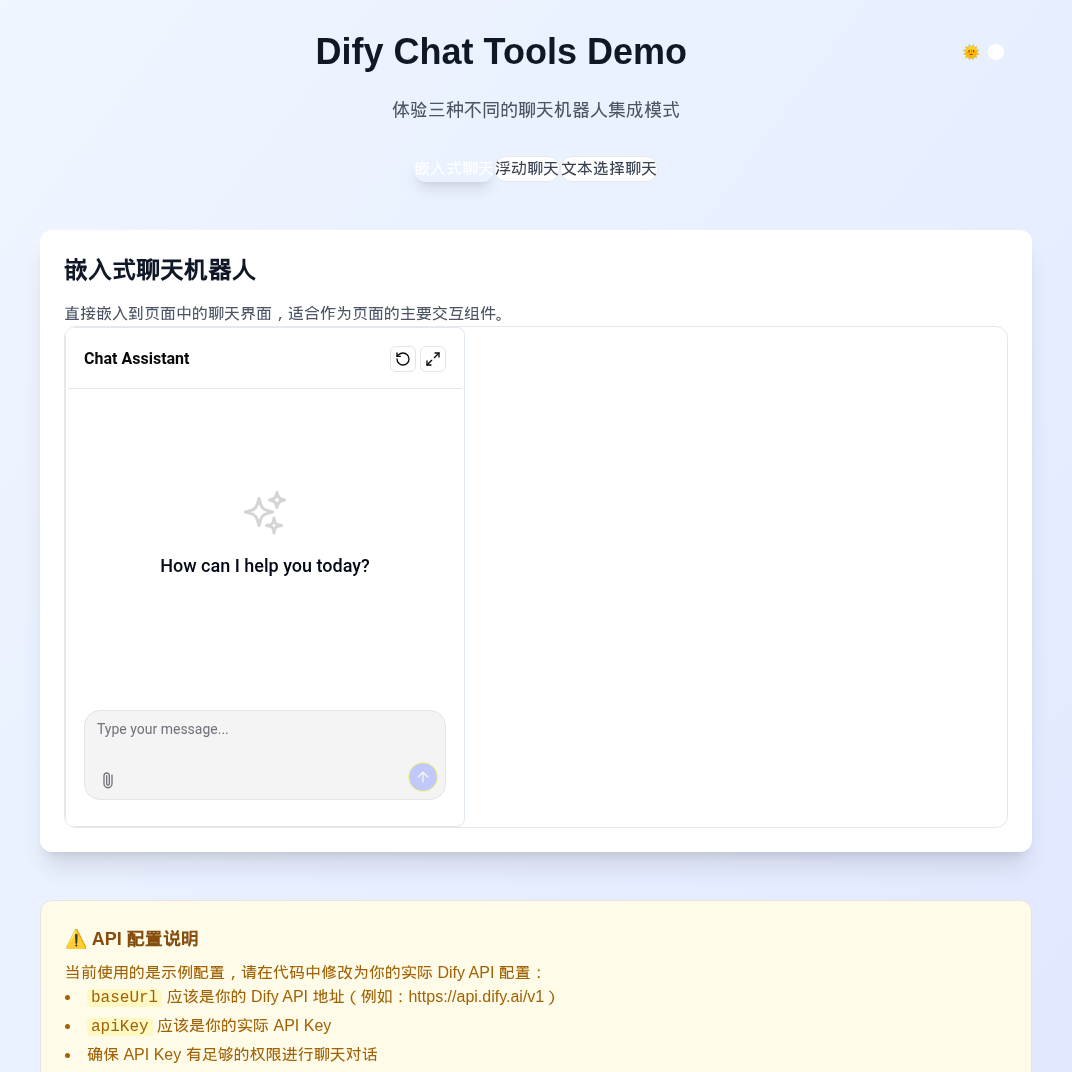 Dify Chat Tools Demo
体验三种不同的聊天机器人集成模式
嵌入式聊天 浮动聊天 文本选择聊天
嵌入式聊天机器人
直接嵌入到页面中的聊天界面，适合作为页面的主要交互组件。
Chat Assistant
How can I help you today?
Type your message...
⚠️ API 配置说明
当前使用的是示例配置，请在代码中修改为你的实际 Dify API 配置：
• baseUrl 应该是你的 Dify API 地址（例如：https://api.dify.ai/v1）
• apiKey 应该是你的实际 API Key
• 确保 API Key 有足够的权限进行聊天对话